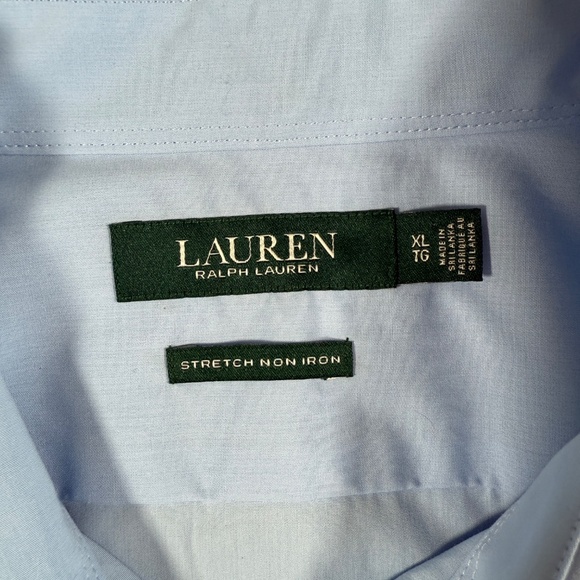 LAUREN
RALPH LAUREN
XL
TG
MADE IN
SRI LANKA
FABRIQUÉ AU
SRI LANKA
STRETCH NON IRON